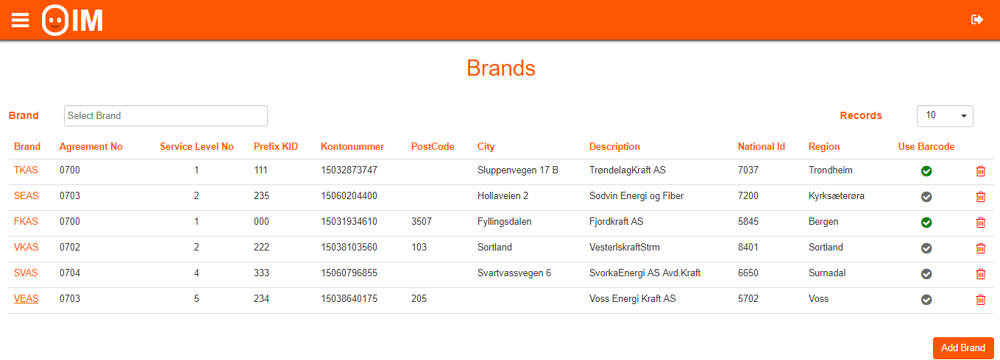 IM
Brands
Brand Select Brand Records 10
Brand Agreement No Service Level No Prefix KID Kontonummer PostCode City Description National Id Region Use Barcode
TKAS 0700 1 111 15032873747 Sluppenvegen 17 B TrøndelagKraft AS 7037 Trondheim
SEAS 0703 2 235 15060204400 Hollaveien 2 Sodvin Energi og Fiber 7200 Kyrksæterøra
FKAS 0700 1 000 15031934610 3507 Fyllingsdalen Fjordkraft AS 5845 Bergen
VKAS 0702 2 222 15038103560 103 Sortland VesterlskraftStrm 8401 Sortland
SVAS 0704 4 333 15060796855 Svartvassvegen 6 SvorkaEnergi AS Avd.Kraft 6650 Surnadal
VEAS 0703 5 234 15038640175 205 Voss Energi Kraft AS 5702 Voss
Add Brand